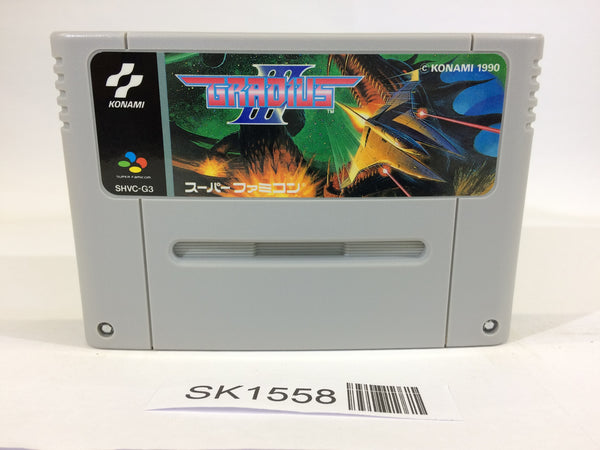 KONAMI
SUPER FAMICOM
SHVC-G3
GRADIUS
III
TM
© KONAMI 1990
スーパーファミコン
SK1558